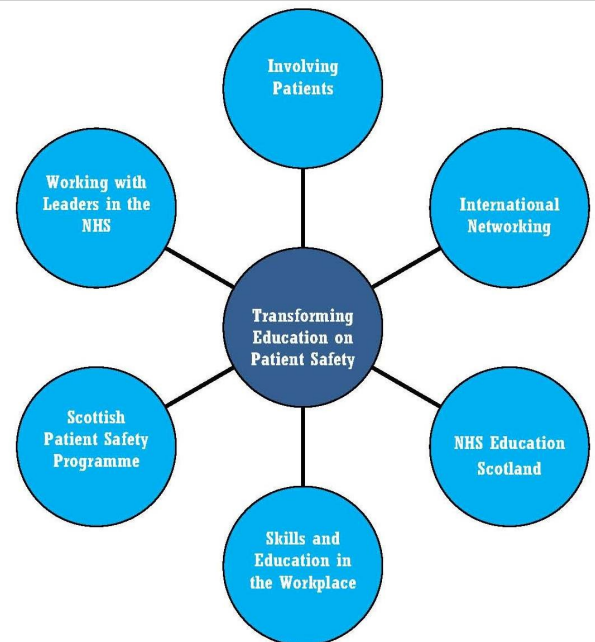 Involving
Patients
Working with
Leaders in the
NHS
International
Networking
Transforming
Education on
Patient Safety
Scottish
Patient Safety
Programme
NHS Education
Scotland
Skills and
Education in
the Workplace